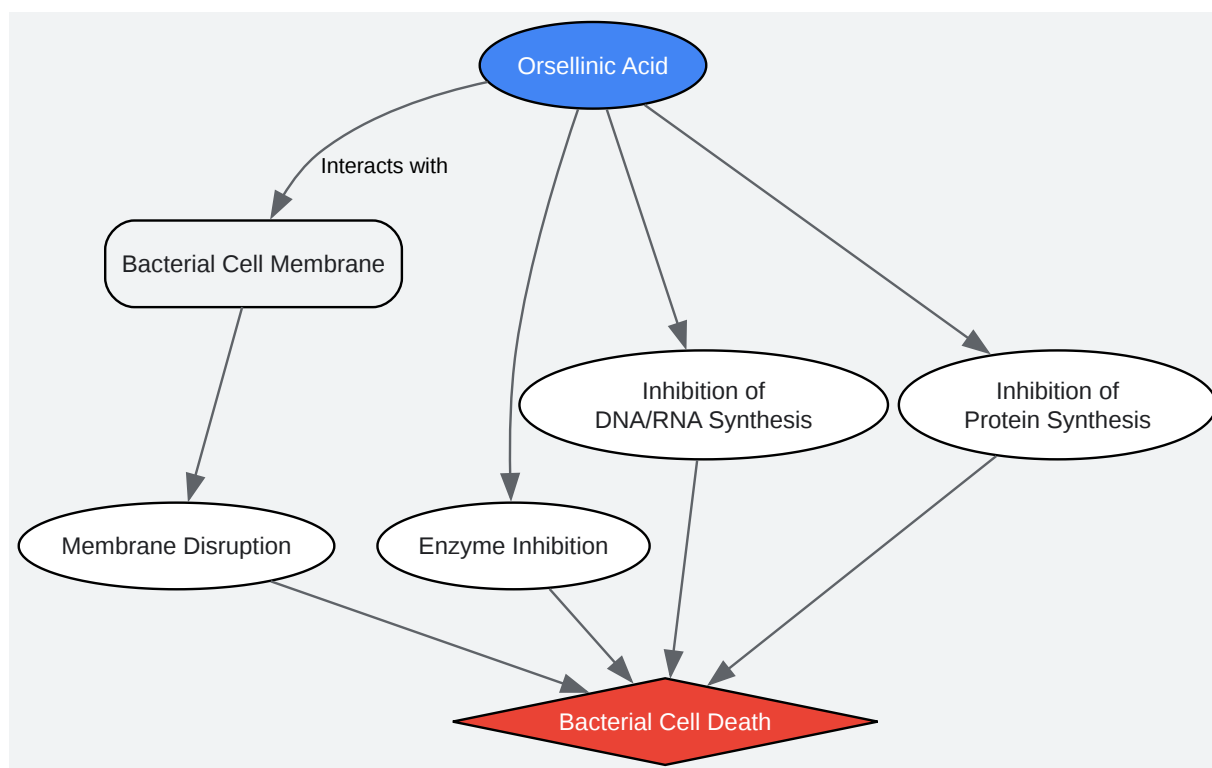 Orsellinic Acid
Interacts with
Bacterial Cell Membrane
Inhibition of
DNA/RNA Synthesis
Inhibition of
Protein Synthesis
Membrane Disruption
Enzyme Inhibition
Bacterial Cell Death